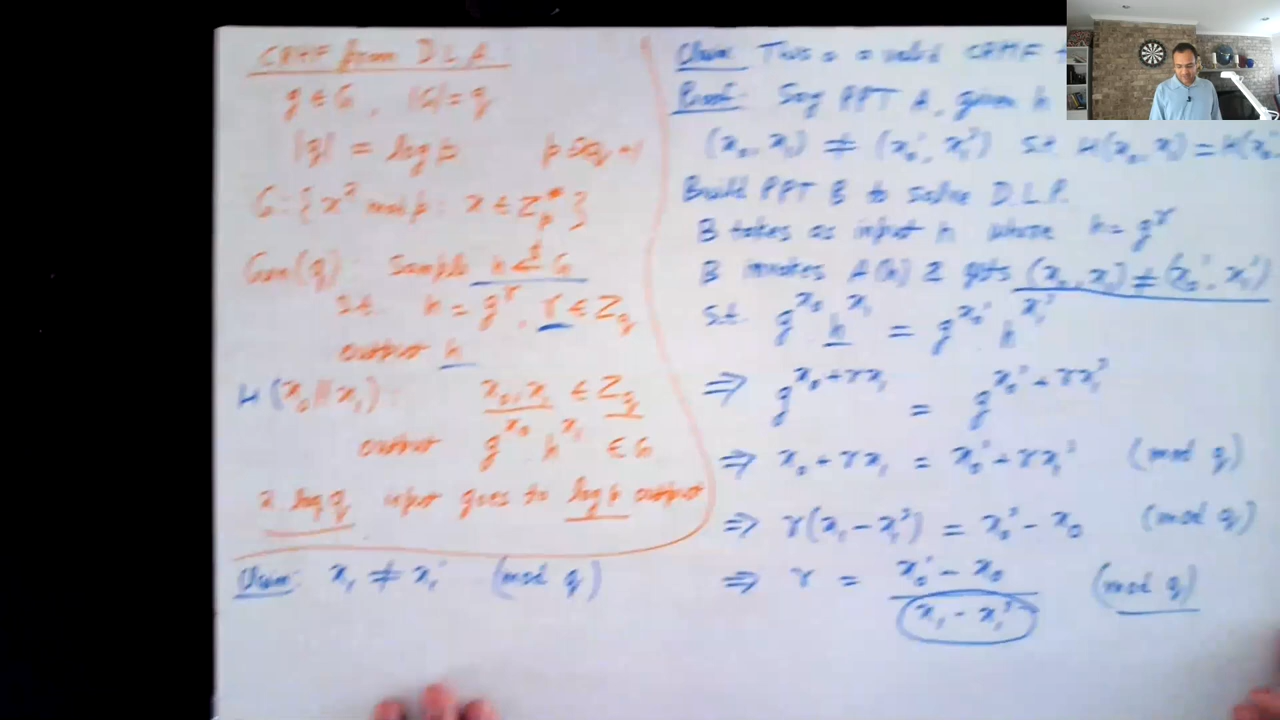 CRHF from D.L.A.
g ∈ G, |G| = q
|g| = log p p = 2q + 1
G: {x² mod p : x ∈ Z_p^*}
Gen(q) Sample h ←$ G
s.t. h = g^r, r ∈ Z_q
output h
H(x₀ || x₁): x₀, x₁ ∈ Z_q
output g^x₀ h^x₁ ∈ G
2 log q input goes to log p output
Claim: x₁ ≠ x₁' (mod q)
Claim: This is a valid CRHF
Proof: Say PPT A, given h
(x₀, x₁) ≠ (x₀', x₁') s.t. H(x₀, x₁) = H(x₀'
Build PPT B to solve D.L.P.
B takes as input h where h = g^r
B invokes A(h) & gets (x₀, x₁) ≠ (x₀', x₁')
s.t. g^x₀ h^x₁ = g^x₀' h^x₁'
⇒ g^(x₀ + r x₁) = g^(x₀' + r x₁')
⇒ x₀ + r x₁ = x₀' + r x₁' (mod q)
⇒ r(x₁ - x₁') = x₀' - x₀ (mod q)
⇒ r = (x₀' - x₀) / (x₁ - x₁') (mod q)